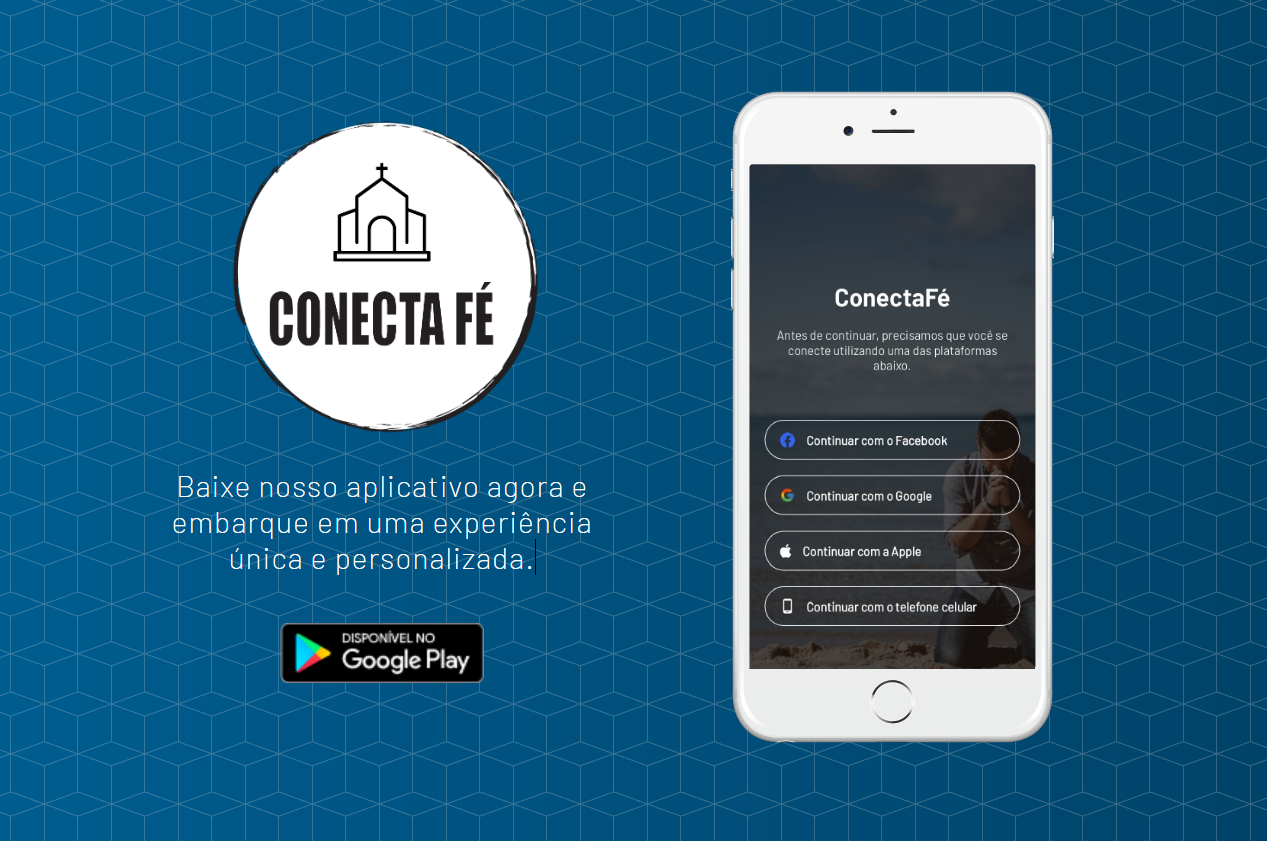 CONECTA FÉ
Baixe nosso aplicativo agora e
embarque em uma experiência
única e personalizada.
DISPONÍVEL NO
Google Play
ConectaFé
Antes de continuar, precisamos que você se
conecte utilizando uma das plataformas
abaixo.
Continuar com o Facebook
Continuar com o Google
Continuar com a Apple
Continuar com o telefone celular